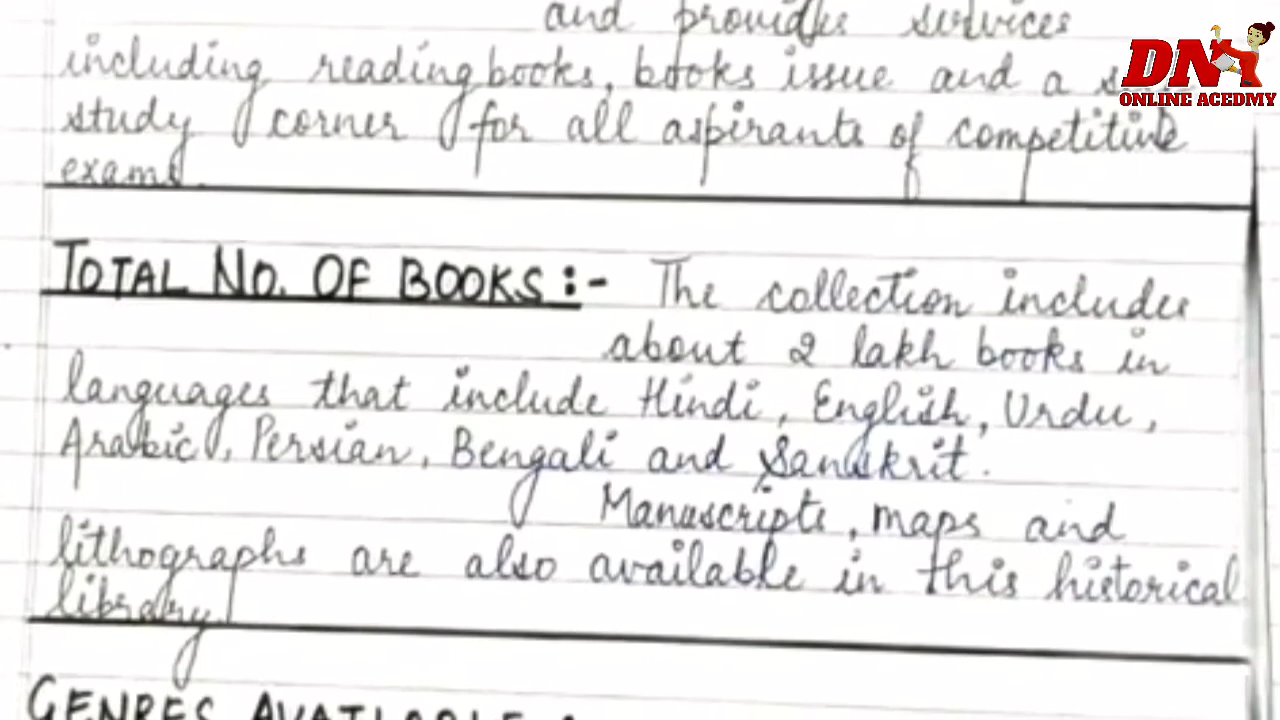 and provides services
DN
ONLINE ACEDMY
including reading books, books issue and a
study corner for all aspirants of competitive
exams.
TOTAL NO. OF BOOKS :- The collection includes
about 2 lakh books in
languages that include Hindi, English, Urdu,
Arabic, Persian, Bengali and Sanskrit.
Manuscripts, maps and
lithographs are also available in this historical
library.
GENRES AVAILABLE :